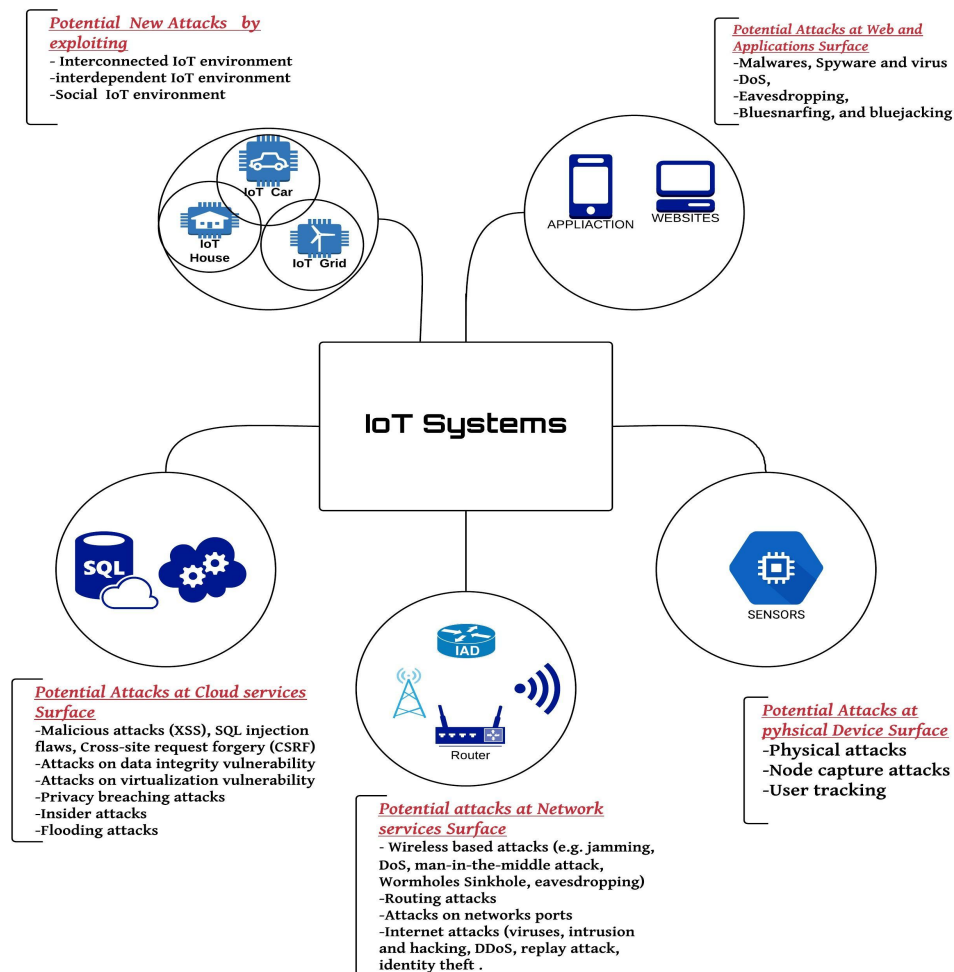 Potential New Attacks by
exploiting
- Interconnected IoT environment
-interdependent IoT environment
-Social IoT environment
Potential Attacks at Web and
Applications Surface
-Malwares, Spyware and virus
-DoS,
-Eavesdropping,
-Bluesnarfing, and bluejacking
IoT Car
IoT
House
IoT Grid
APPLIACTION
WEBSITES
IoT Systems
SQL
IAD
Router
SENSORS
Potential Attacks at Cloud services
Surface
-Malicious attacks (XSS), SQL injection
flaws, Cross-site request forgery (CSRF)
-Attacks on data integrity vulnerability
-Attacks on virtualization vulnerability
-Privacy breaching attacks
-Insider attacks
-Flooding attacks
Potential attacks at Network
services Surface
- Wireless based attacks (e.g. jamming,
DoS, man-in-the-middle attack,
Wormholes Sinkhole, eavesdropping)
-Routing attacks
-Attacks on networks ports
-Internet attacks (viruses, intrusion
and hacking, DDoS, replay attack,
identity theft .
Potential Attacks at
pyhsical Device Surface
-Physical attacks
-Node capture attacks
-User tracking